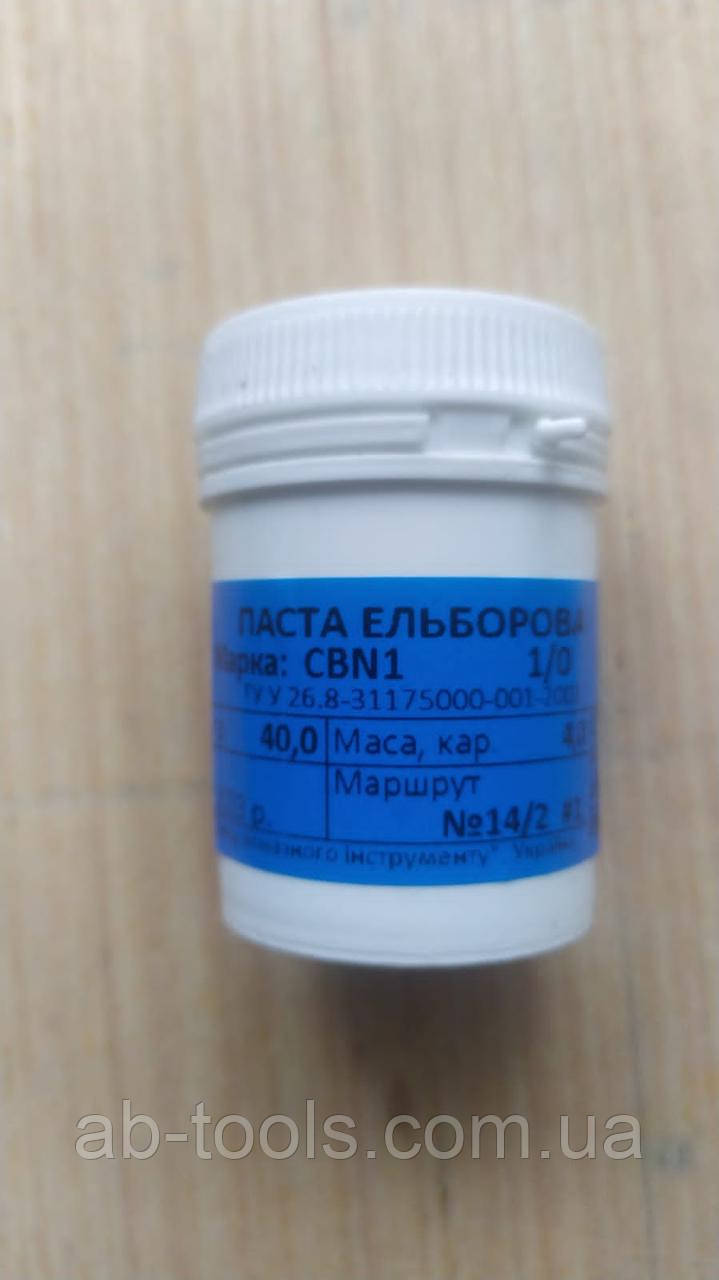 ПАСТА ЕЛЬБОРОВА
Марка: CBN1 1/0
ТУ У 26.8-31175000-001-2001
40,0 Маса, кар
Маршрут
р. №14/2
інструменту". Україна
ab-tools.com.ua